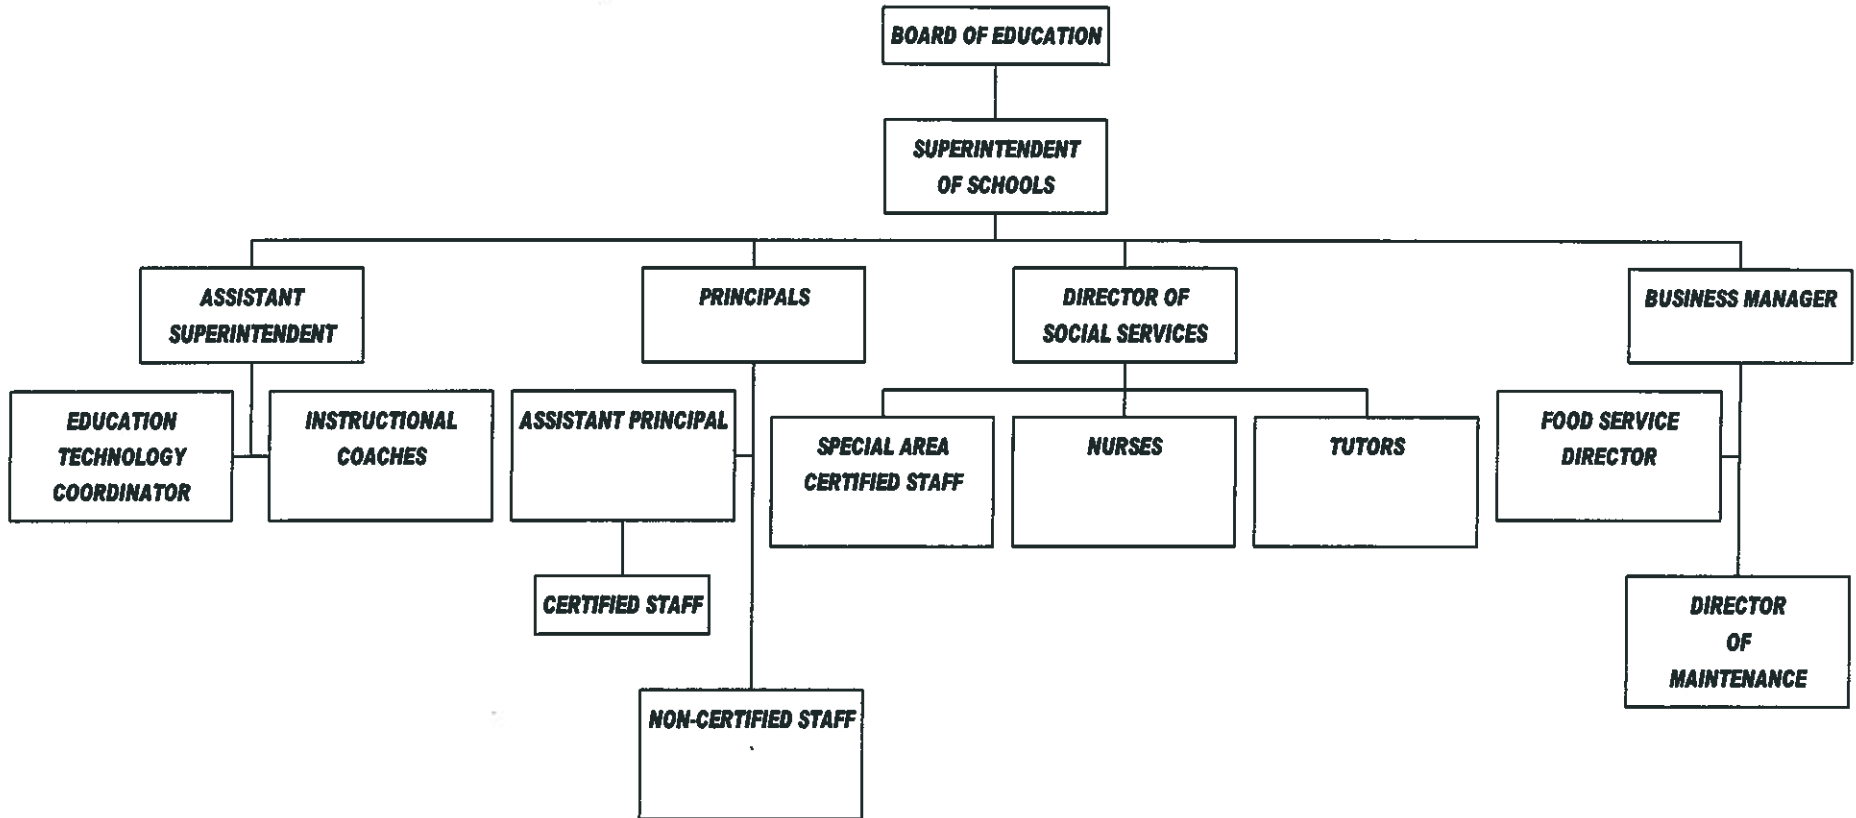 BOARD OF EDUCATION
SUPERINTENDENT
OF SCHOOLS
ASSISTANT
SUPERINTENDENT
PRINCIPALS
DIRECTOR OF
SOCIAL SERVICES
BUSINESS MANAGER
EDUCATION
TECHNOLOGY
COORDINATOR
INSTRUCTIONAL
COACHES
ASSISTANT PRINCIPAL
SPECIAL AREA
CERTIFIED STAFF
NURSES
TUTORS
FOOD SERVICE
DIRECTOR
CERTIFIED STAFF
DIRECTOR
OF
MAINTENANCE
NON-CERTIFIED STAFF